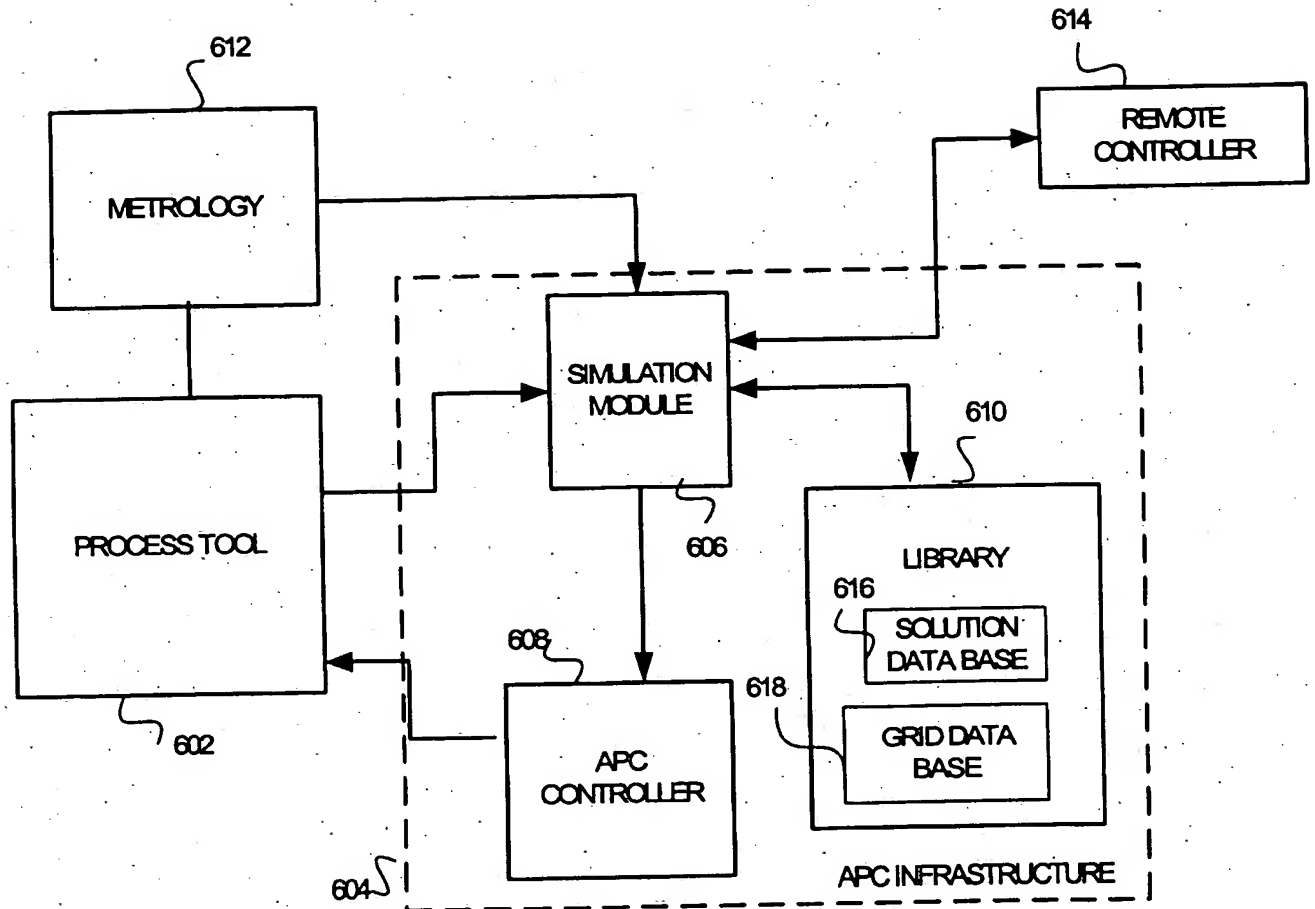 612
614
METROLOGY
REMOTE
CONTROLLER
SIMULATION
MODULE
606
610
PROCESS TOOL
602
LIBRARY
616
SOLUTION
DATA BASE
618
GRID DATA
BASE
608
APC
CONTROLLER
604
APC INFRASTRUCTURE